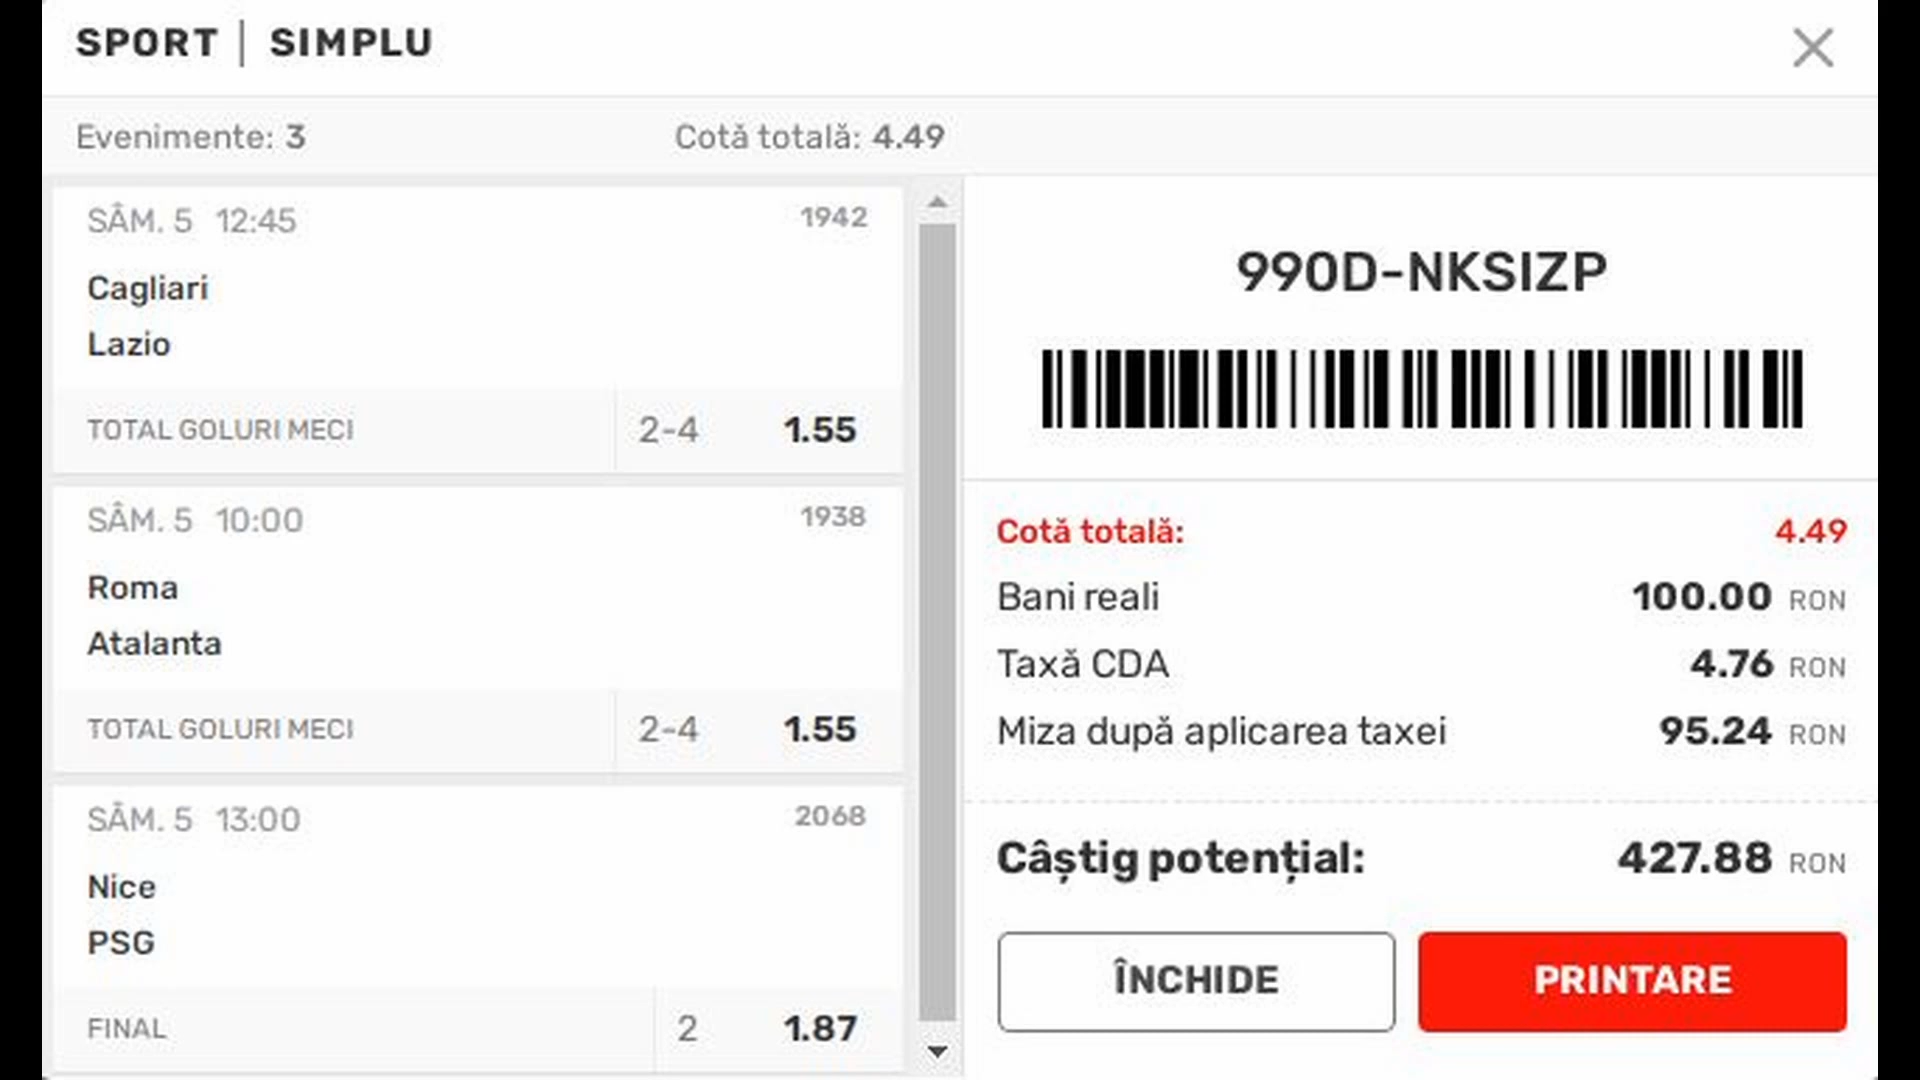 SPORT | SIMPLU
Evenimente: 3
Cotă totală: 4.49
SÂM. 5 12:45 1942
Cagliari
Lazio
TOTAL GOLURI MECI 2-4 1.55
SÂM. 5 10:00 1938
Roma
Atalanta
TOTAL GOLURI MECI 2-4 1.55
SÂM. 5 13:00 2068
Nice
PSG
FINAL 2 1.87
990D-NKSIZP
Cotă totală: 4.49
Bani reali 100.00 RON
Taxă CDA 4.76 RON
Miza după aplicarea taxei 95.24 RON
Câștig potențial: 427.88 RON
ÎNCHIDE
PRINTARE